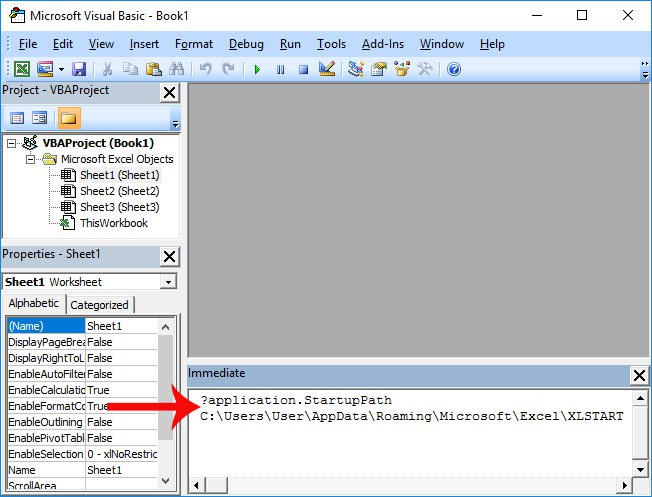 Microsoft Visual Basic - Book1
File Edit View Insert Format Debug Run Tools Add-Ins Window Help
Project - VBAProject
VBAProject (Book1)
Microsoft Excel Objects
Sheet1 (Sheet1)
Sheet2 (Sheet2)
Sheet3 (Sheet3)
ThisWorkbook
Properties - Sheet1
Sheet1 Worksheet
Alphabetic Categorized
(Name) Sheet1
DisplayPageBrea False
DisplayRightToL False
EnableAutoFilter False
EnableCalculatio True
EnableFormatCo True
EnableOutlining False
EnablePivotTabl False
EnableSelection 0 - xlNoRestric
Name Sheet1
ScrollArea
Immediate
?application.StartupPath
C:\Users\User\AppData\Roaming\Microsoft\Excel\XLSTART